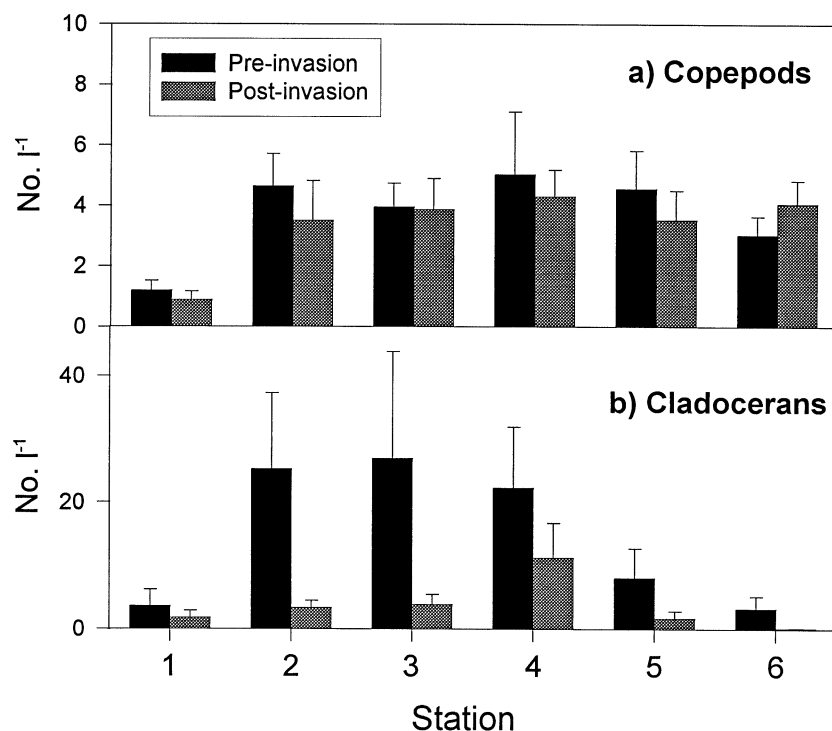 10
8
6
4
2
0
No. l-1
Pre-invasion
Post-invasion
a) Copepods
40
20
0
No. l-1
b) Cladocerans
1 2 3 4 5 6
Station